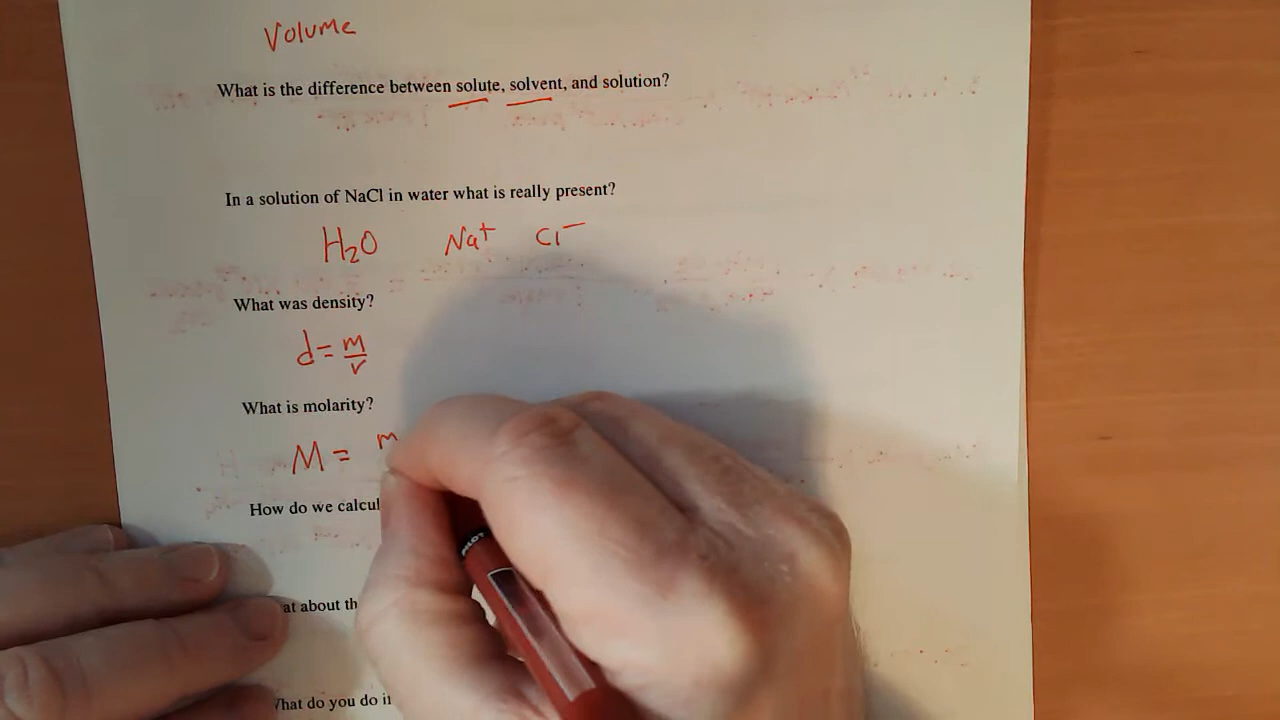 Volume
What is the difference between solute, solvent, and solution?
In a solution of NaCl in water what is really present?
H₂O Na⁺ Cl⁻
What was density?
d = m/v
What is molarity?
M = m
How do we calcul
PILOT
at about th
What do you do i